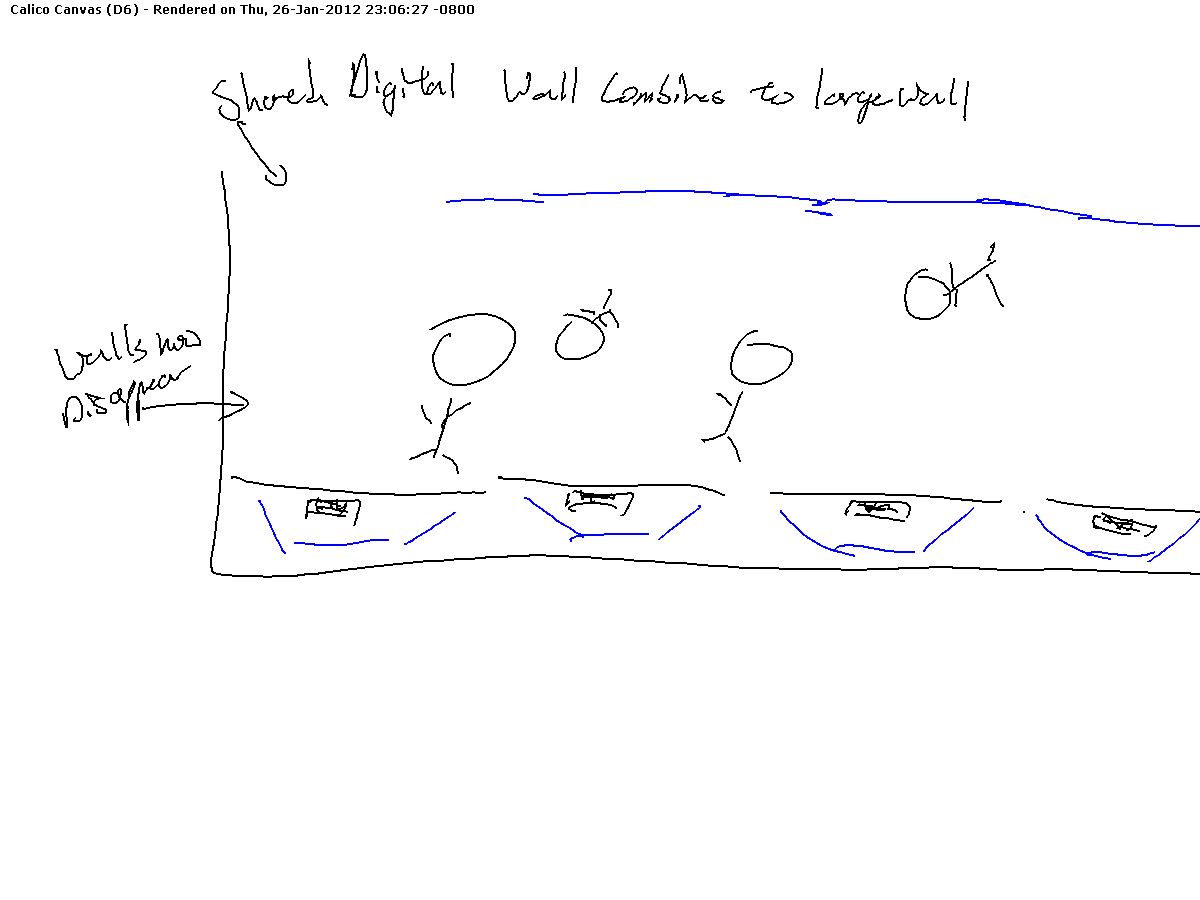 Calico Canvas (D6) - Rendered on Thu, 26-Jan-2012 23:06:27 -0800
Shared Digital Wall Combines to large wall
Walls now
Disappear